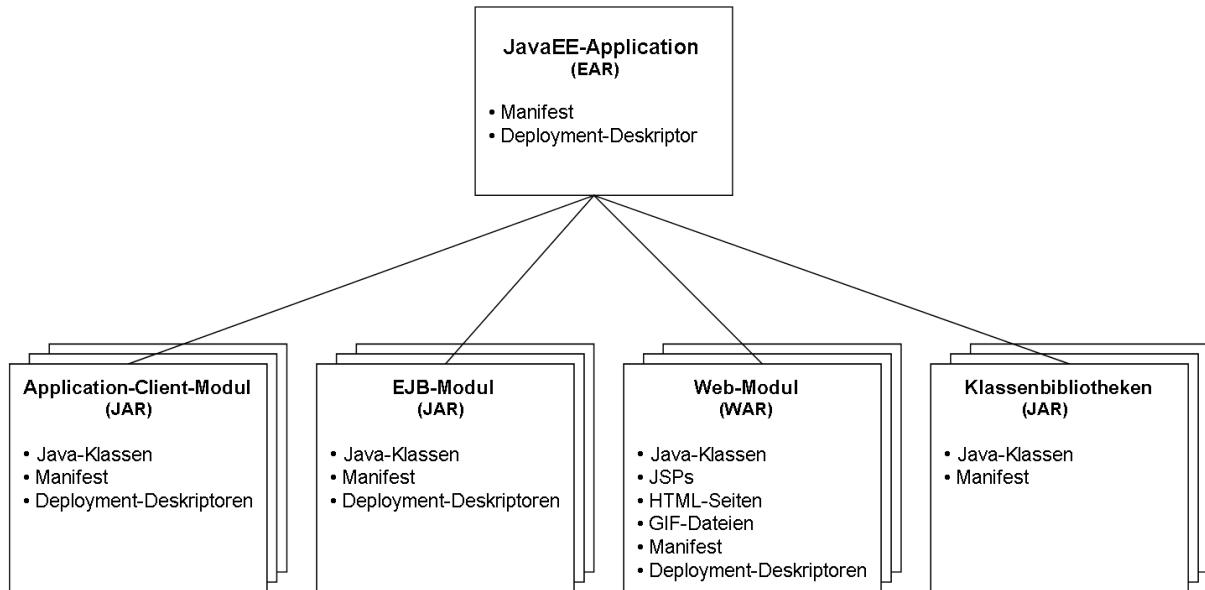 JavaEE-Application
(EAR)
• Manifest
• Deployment-Deskriptor
Application-Client-Modul
(JAR)
• Java-Klassen
• Manifest
• Deployment-Deskriptoren
EJB-Modul
(JAR)
• Java-Klassen
• Manifest
• Deployment-Deskriptoren
Web-Modul
(WAR)
• Java-Klassen
• JSPs
• HTML-Seiten
• GIF-Dateien
• Manifest
• Deployment-Deskriptoren
Klassenbibliotheken
(JAR)
• Java-Klassen
• Manifest